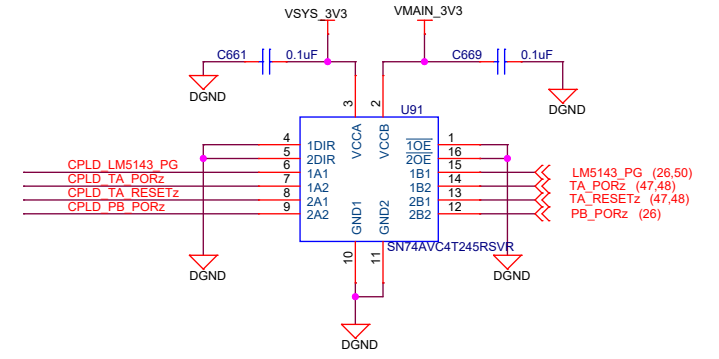 VSYS_3V3
VMAIN_3V3
C661
0.1uF
C669
0.1uF
DGND
DGND
3
2
U91
VCCA
VCCB
4
1DIR
1OE
1
5
2DIR
2OE
16
CPLD_LM5143_PG
6
1A1
1B1
15
LM5143_PG (26,50)
CPLD_TA_PORz
7
1A2
1B2
14
TA_PORz (47,48)
CPLD_TA_RESETz
8
2A1
2B1
13
TA_RESETz (47,48)
CPLD_PB_PORz
9
2A2
2B2
12
PB_PORz (26)
GND1
GND2
SN74AVC4T245RSVR
10
11
DGND
DGND
DGND